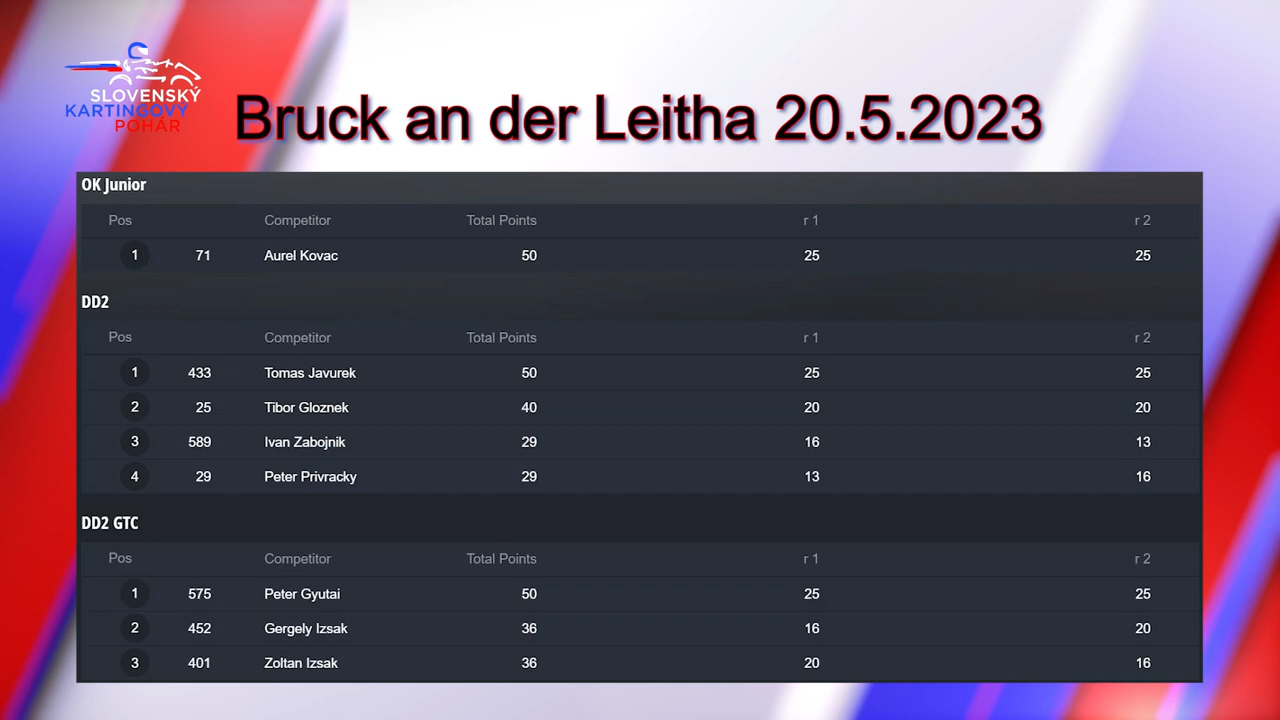 SLOVENSKÝ
KARTINGOVÝ
POHÁR
Bruck an der Leitha 20.5.2023
OK Junior
Pos Competitor Total Points r 1 r 2
1 71 Aurel Kovac 50 25 25
DD2
Pos Competitor Total Points r 1 r 2
1 433 Tomas Javurek 50 25 25
2 25 Tibor Gloznek 40 20 20
3 589 Ivan Zabojnik 29 16 13
4 29 Peter Privracky 29 13 16
DD2 GTC
Pos Competitor Total Points r 1 r 2
1 575 Peter Gyutai 50 25 25
2 452 Gergely Izsak 36 16 20
3 401 Zoltan Izsak 36 20 16